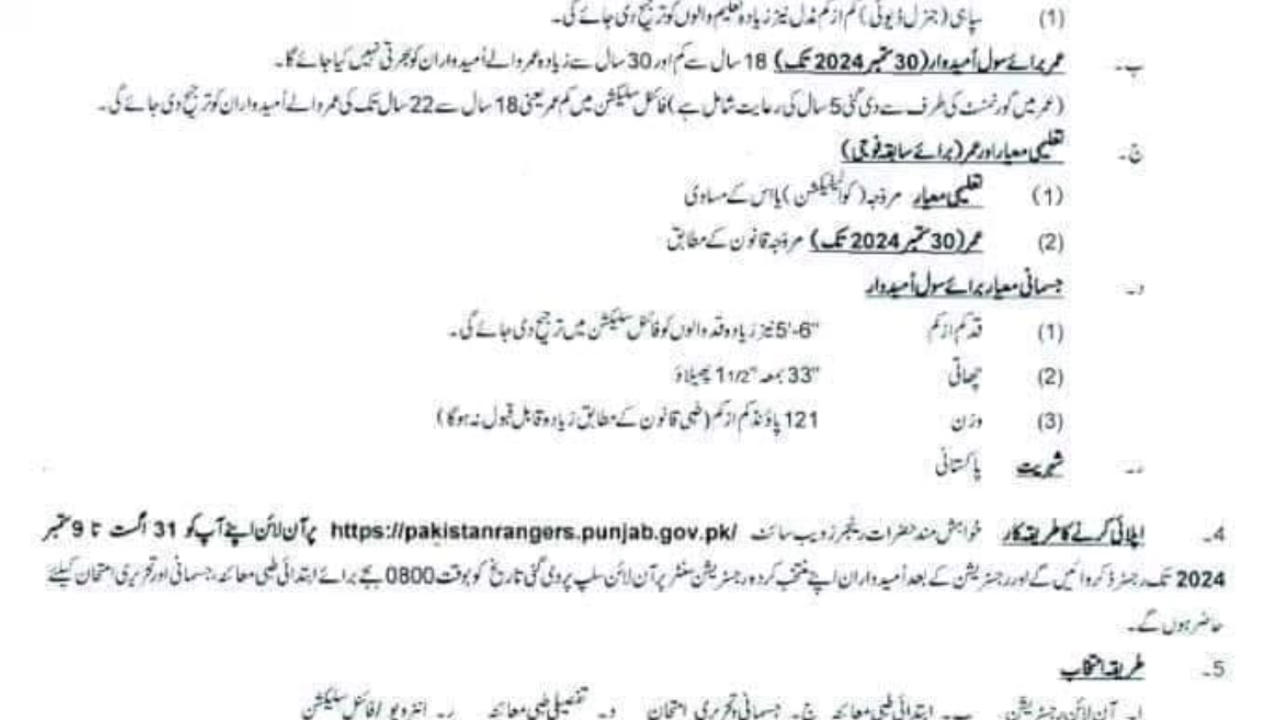 (1) سپاہی (جنرل ڈیوٹی) کم از کم مڈل نیز زیادہ تعلیم والوں کو ترجیح دی جائے گی۔
ب۔ عمر برائے سول اُمیدوار (30 ستمبر 2024 تک) 18 سال سے کم اور 30 سال سے زیادہ عمر والے اُمیدواران کو بھرتی نہیں کیا جائے گا۔
(عمر میں گورنمنٹ کی طرف سے دی گئی 5 سال کی رعایت شامل ہے) فائنل سلیکشن میں کم عمر یعنی 18 سال سے 22 سال تک کی عمر والے اُمیدواران کو ترجیح دی جائے گی۔
ج۔ تعلیمی معیار اور عمر (برائے سابقہ فوجی)
(1) تعلیمی معیار مروّجہ (کوالیفیکیشن) یا اس کے مساوی
(2) عمر (30 ستمبر 2024 تک) مروّجہ قانون کے مطابق
د۔ جسمانی معیار برائے سول اُمیدوار
(1) قد کم از کم 5'-6" نیز زیادہ قد والوں کو فائنل سلیکشن میں ترجیح دی جائے گی۔
(2) چھاتی 33" بمعہ 1 1/2" پھیلاؤ
(3) وزن 121 پاؤنڈ کم از کم (طبی قانون کے مطابق زیادہ قابل قبول نہ ہوگا)
ر۔ شہریت پاکستانی
4۔ اپلائی کرنے کا طریقہ کار خواہش مند حضرات رینجرز ویب سائٹ https://pakistanrangers.punjab.gov.pk/ پر آن لائن اپنے آپ کو 31 اگست تا 9 ستمبر
2024 تک رجسٹرڈ کروائیں گے اور رجسٹریشن کے بعد اُمیدواران اپنے منتخب کردہ رجسٹریشن سنٹر پر آن لائن سلپ پر دی گئی تاریخ کو بوقت 0800 بجے برائے ابتدائی طبی معائنہ، جسمانی اور تحریری امتحان کیلئے
حاضر ہوں گے۔
5۔ طریقہ انتخاب
ا۔ آن لائن رجسٹریشن ب۔ ابتدائی طبی معائنہ ج۔ جسمانی و تحریری امتحان د۔ تفصیلی طبی معائنہ ر۔ انٹرویو / فائنل سلیکشن